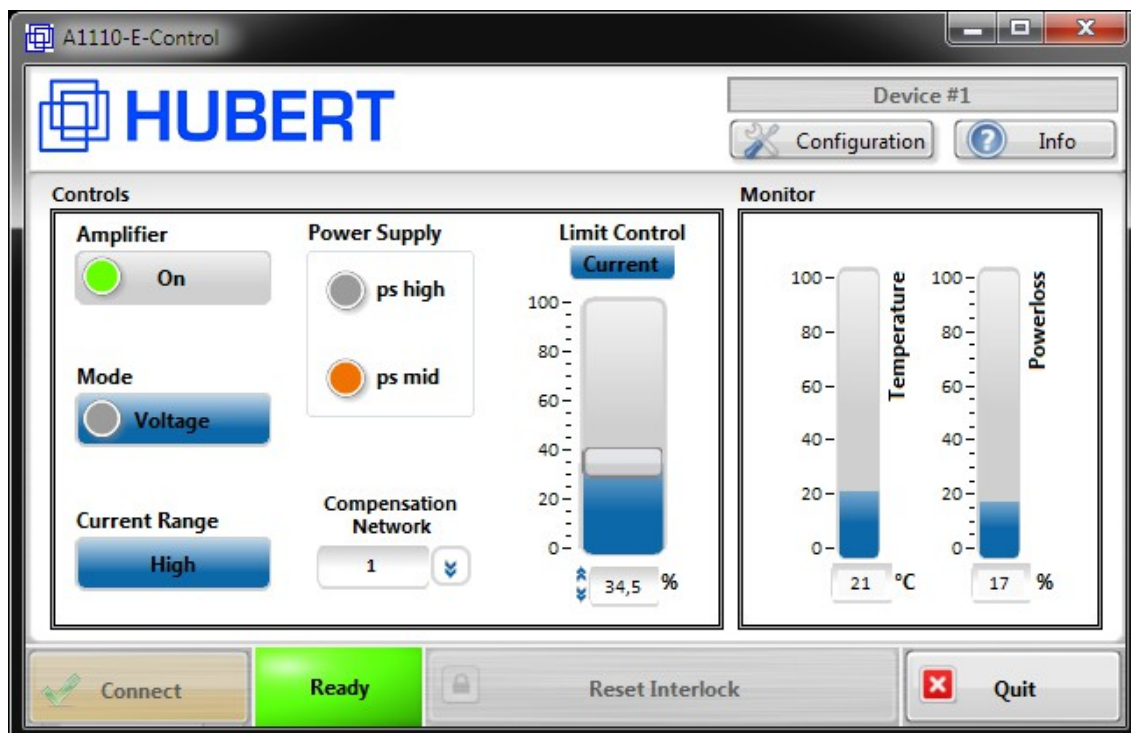 A1110-E-Control
HUBERT
Device #1
Configuration
Info
Controls
Monitor
Amplifier
On
Mode
Voltage
Current Range
High
Power Supply
ps high
ps mid
Compensation
Network
1
Limit Control
Current
100
80
60
40
20
0
34,5 %
100
80
60
40
20
0
Temperature
21 °C
100
80
60
40
20
0
Powerloss
17 %
Connect
Ready
Reset Interlock
Quit